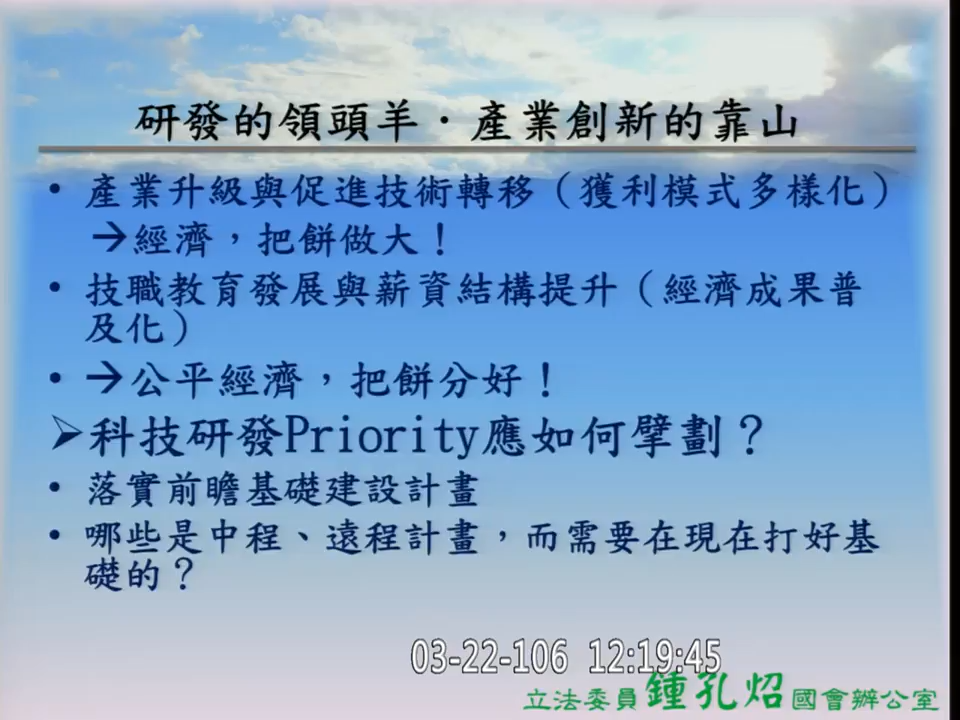 研發的領頭羊．產業創新的靠山
• 產業升級與促進技術轉移（獲利模式多樣化）
→經濟，把餅做大！
• 技職教育發展與薪資結構提升（經濟成果普
及化）
• →公平經濟，把餅分好！
➢科技研發Priority應如何擘劃？
• 落實前瞻基礎建設計畫
• 哪些是中程、遠程計畫，而需要在現在打好基
礎的？
03-22-106 12:19:45
立法委員鍾孔炤國會辦公室